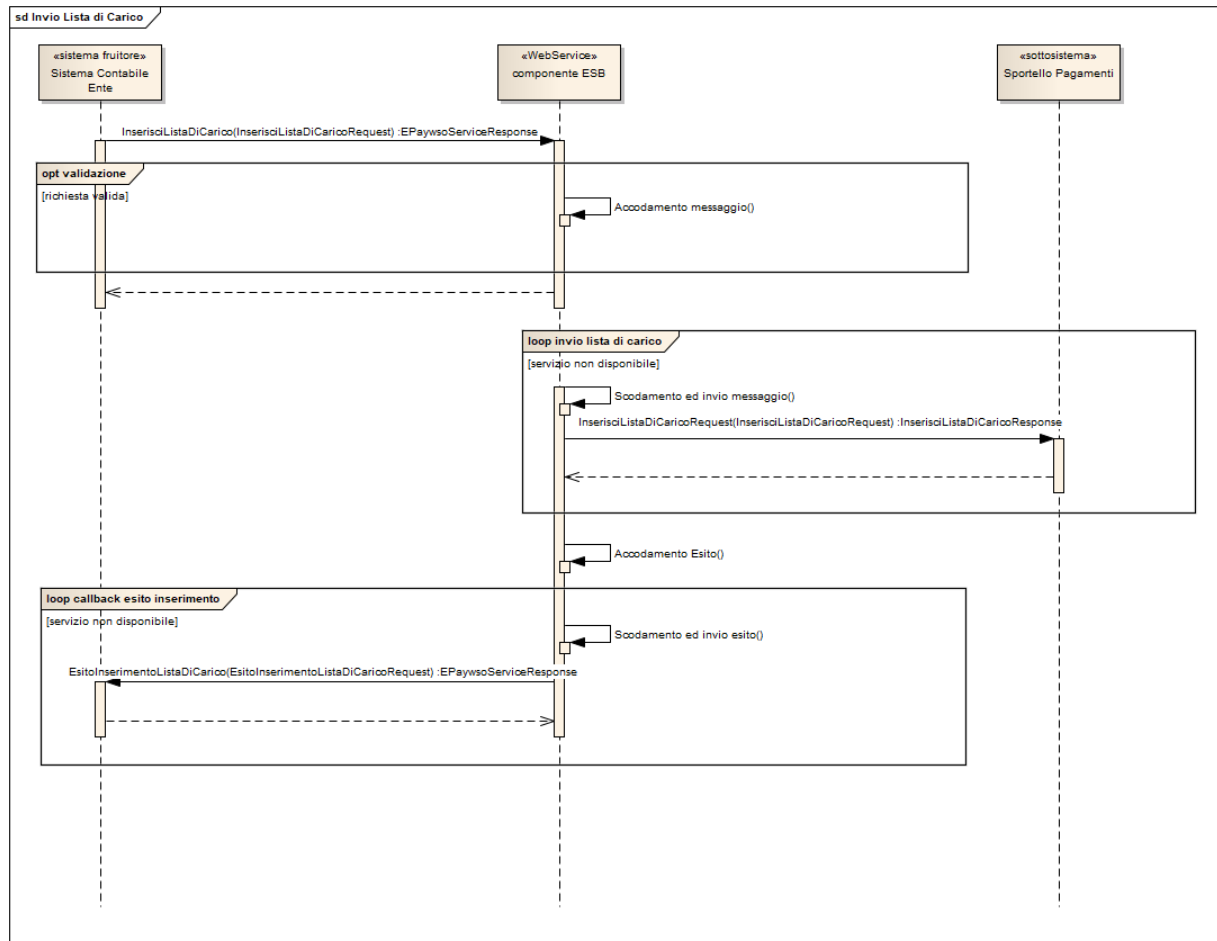 sd Invio Lista di Carico
«sistema fruitore»
Sistema Contabile
Ente
«WebService»
componente ESB
«sottosistema»
Sportello Pagamenti
InserisciListaDiCarico(InserisciListaDiCaricoRequest) :EPaywsoServiceResponse
opt validazione
[richiesta valida]
Accodamento messaggio()
loop invio lista di carico
[servizio non disponibile]
Scodamento ed invio messaggio()
InserisciListaDiCaricoRequest(InserisciListaDiCaricoRequest) :InserisciListaDiCaricoResponse
Accodamento Esito()
loop callback esito inserimento
[servizio non disponibile]
Scodamento ed invio esito()
EsitoInserimentoListaDiCarico(EsitoInserimentoListaDiCaricoRequest) :EPaywsoServiceResponse